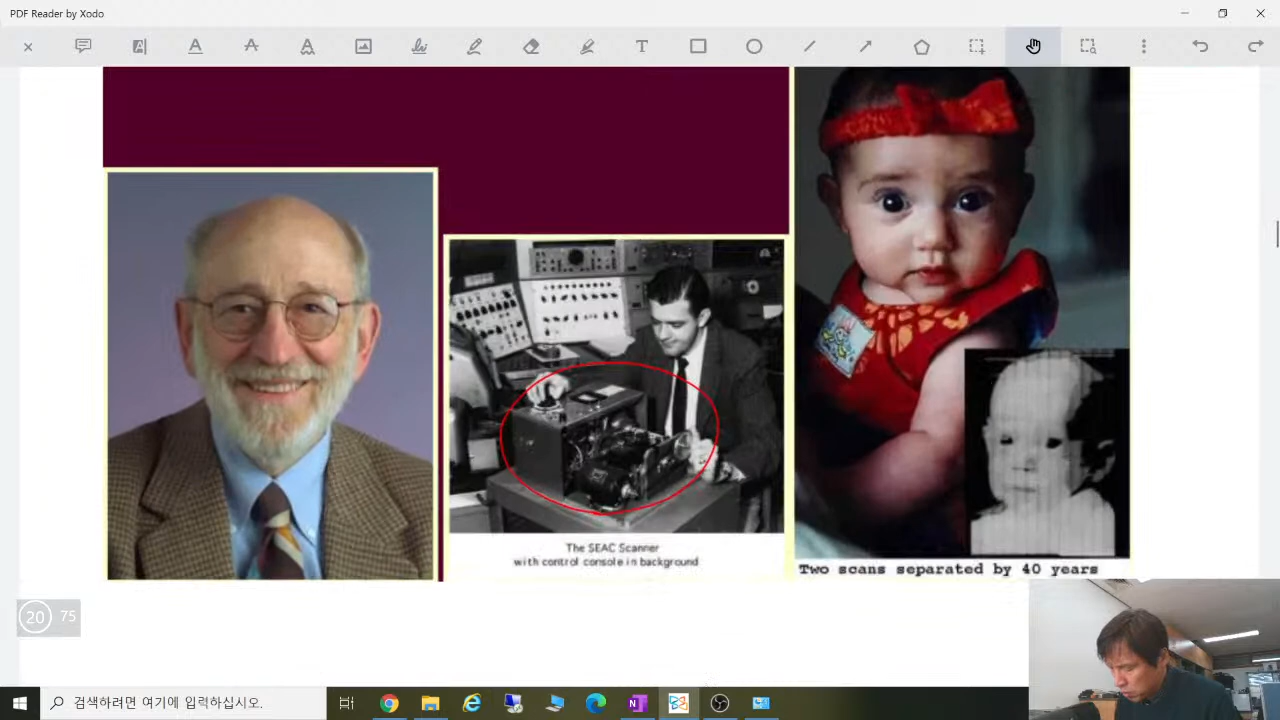 PDF Reader by Xodo
T
The SEAC Scanner
with control console in background
Two scans separated by 40 years
20 75
검색하려면 여기에 입력하십시오.